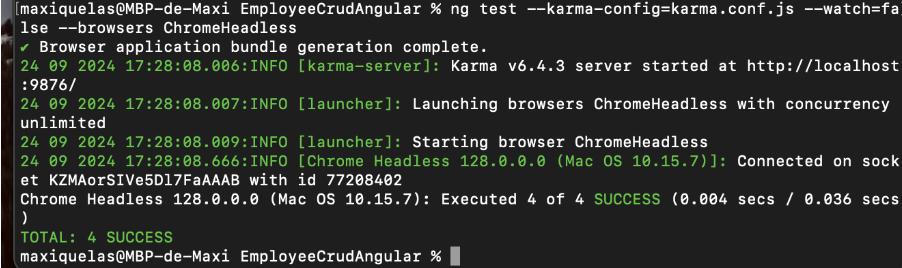 maxiquelas@MBP-de-Maxi EmployeeCrudAngular % ng test --karma-config=karma.conf.js --watch=fa
lse --browsers ChromeHeadless
✔ Browser application bundle generation complete.
24 09 2024 17:28:08.006:INFO [karma-server]: Karma v6.4.3 server started at http://localhost
:9876/
24 09 2024 17:28:08.007:INFO [launcher]: Launching browsers ChromeHeadless with concurrency
unlimited
24 09 2024 17:28:08.009:INFO [launcher]: Starting browser ChromeHeadless
24 09 2024 17:28:08.666:INFO [Chrome Headless 128.0.0.0 (Mac OS 10.15.7)]: Connected on sock
et KZMAorSIVe5Dl7FaAAAB with id 77208402
Chrome Headless 128.0.0.0 (Mac OS 10.15.7): Executed 4 of 4 SUCCESS (0.004 secs / 0.036 secs
)
TOTAL: 4 SUCCESS
maxiquelas@MBP-de-Maxi EmployeeCrudAngular %